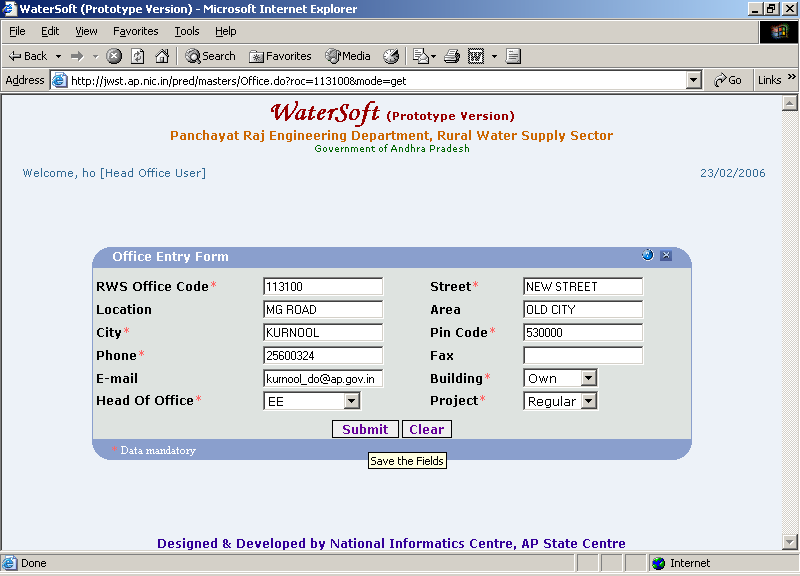 WaterSoft (Prototype Version) - Microsoft Internet Explorer
File Edit View Favorites Tools Help
Back Search Favorites Media
Address http://jwst.ap.nic.in/pred/masters/Office.do?roc=113100&mode=get Go Links »
WaterSoft (Prototype Version)
Panchayat Raj Engineering Department, Rural Water Supply Sector
Government of Andhra Pradesh
Welcome, ho [Head Office User] 23/02/2006
Office Entry Form
RWS Office Code* 113100 Street* NEW STREET
Location MG ROAD Area OLD CITY
City* KURNOOL Pin Code* 530000
Phone* 25600324 Fax
E-mail kurnool_do@ap.gov.in Building* Own
Head Of Office* EE Project* Regular
Submit Clear
* Data mandatory
Save the Fields
Designed & Developed by National Informatics Centre, AP State Centre
Done Internet